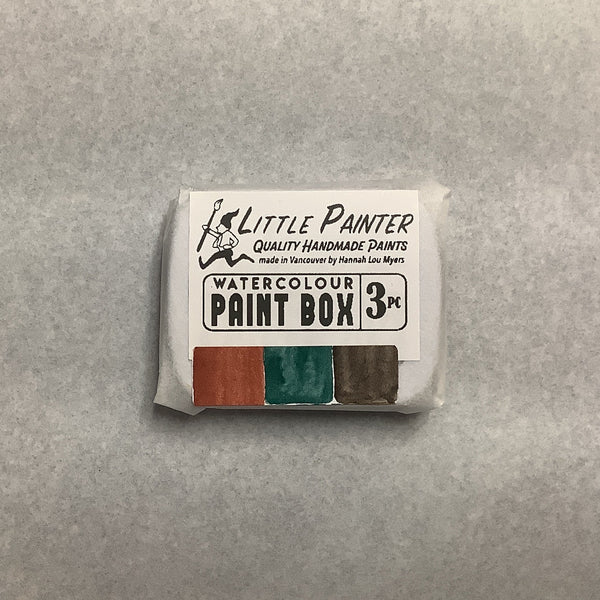 LITTLE PAINTER
QUALITY HANDMADE PAINTS
made in Vancouver by Hannah Lou Myers
WATERCOLOUR
PAINT BOX
3PC